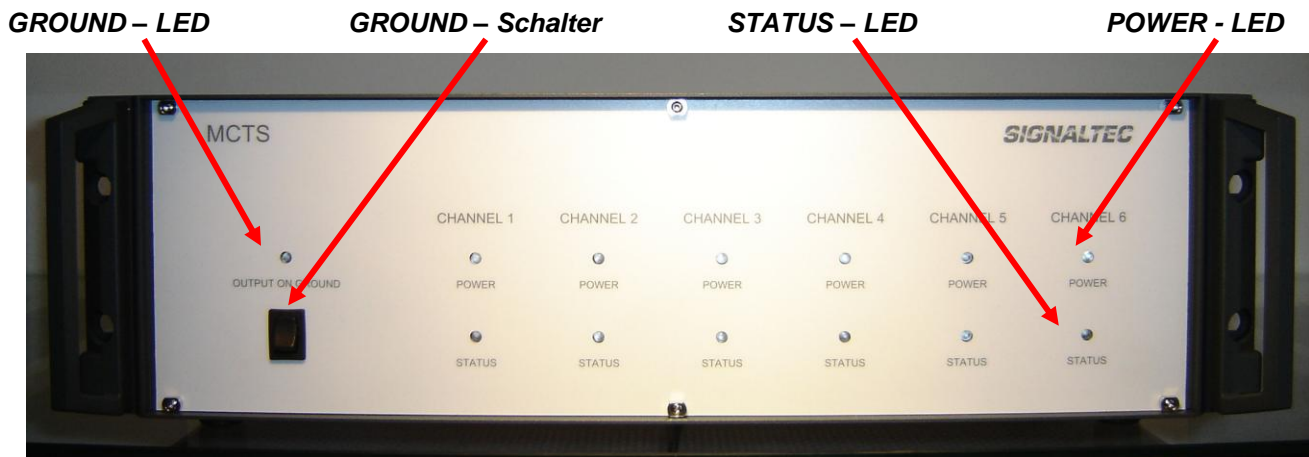 GROUND – LED GROUND – Schalter STATUS – LED POWER - LED
MCTS SIGNALTEC
CHANNEL 1 CHANNEL 2 CHANNEL 3 CHANNEL 4 CHANNEL 5 CHANNEL 6
OUTPUT ON GROUND POWER POWER POWER POWER POWER POWER
STATUS STATUS STATUS STATUS STATUS STATUS